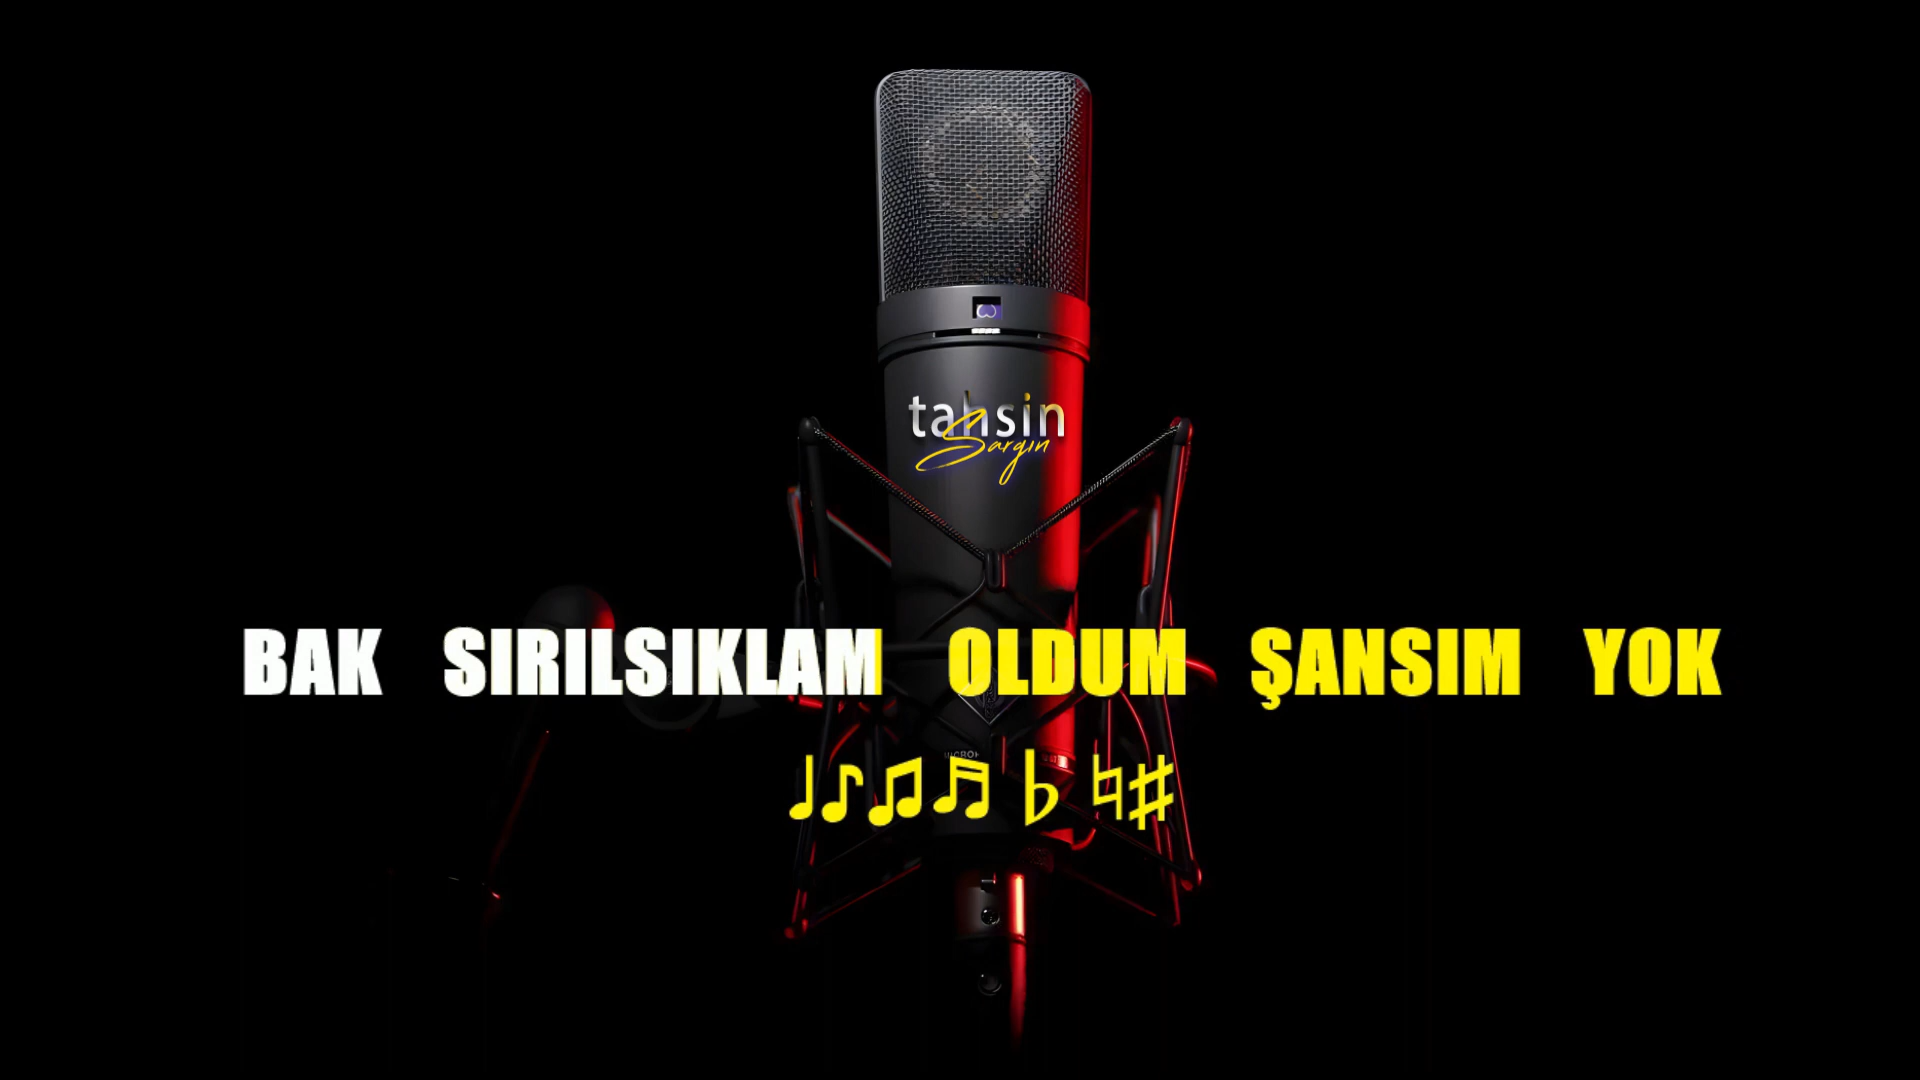 tahsin
Sargın
BAK SIRILSIKLAM OLDUM ŞANSIM YOK
♩♪♫♬♭♮♯